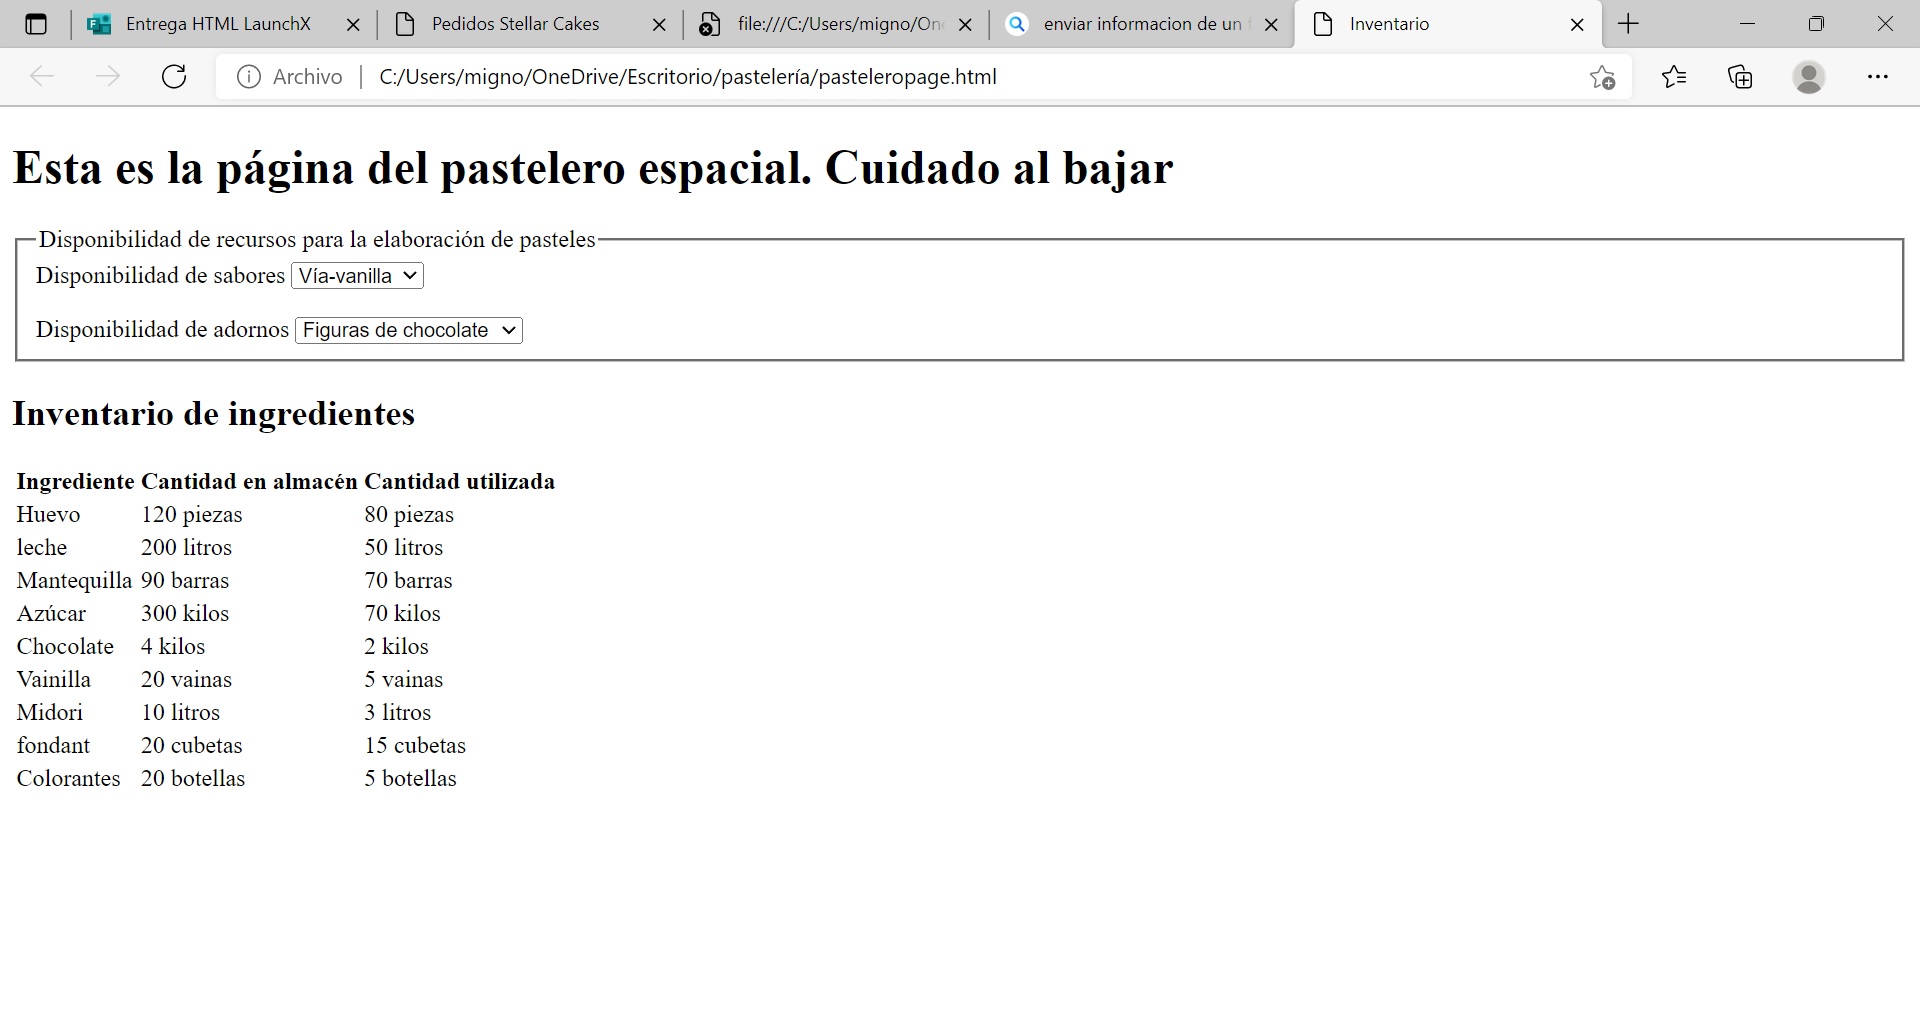 Entrega HTML LaunchX
Pedidos Stellar Cakes
file:///C:/Users/migno/One
enviar informacion de un f
Inventario
Archivo
C:/Users/migno/OneDrive/Escritorio/pastelería/pasteleropage.html
Esta es la página del pastelero espacial. Cuidado al bajar
Disponibilidad de recursos para la elaboración de pasteles
Disponibilidad de sabores Vía-vanilla
Disponibilidad de adornos Figuras de chocolate
Inventario de ingredientes
Ingrediente Cantidad en almacén Cantidad utilizada
Huevo 120 piezas 80 piezas
leche 200 litros 50 litros
Mantequilla 90 barras 70 barras
Azúcar 300 kilos 70 kilos
Chocolate 4 kilos 2 kilos
Vainilla 20 vainas 5 vainas
Midori 10 litros 3 litros
fondant 20 cubetas 15 cubetas
Colorantes 20 botellas 5 botellas